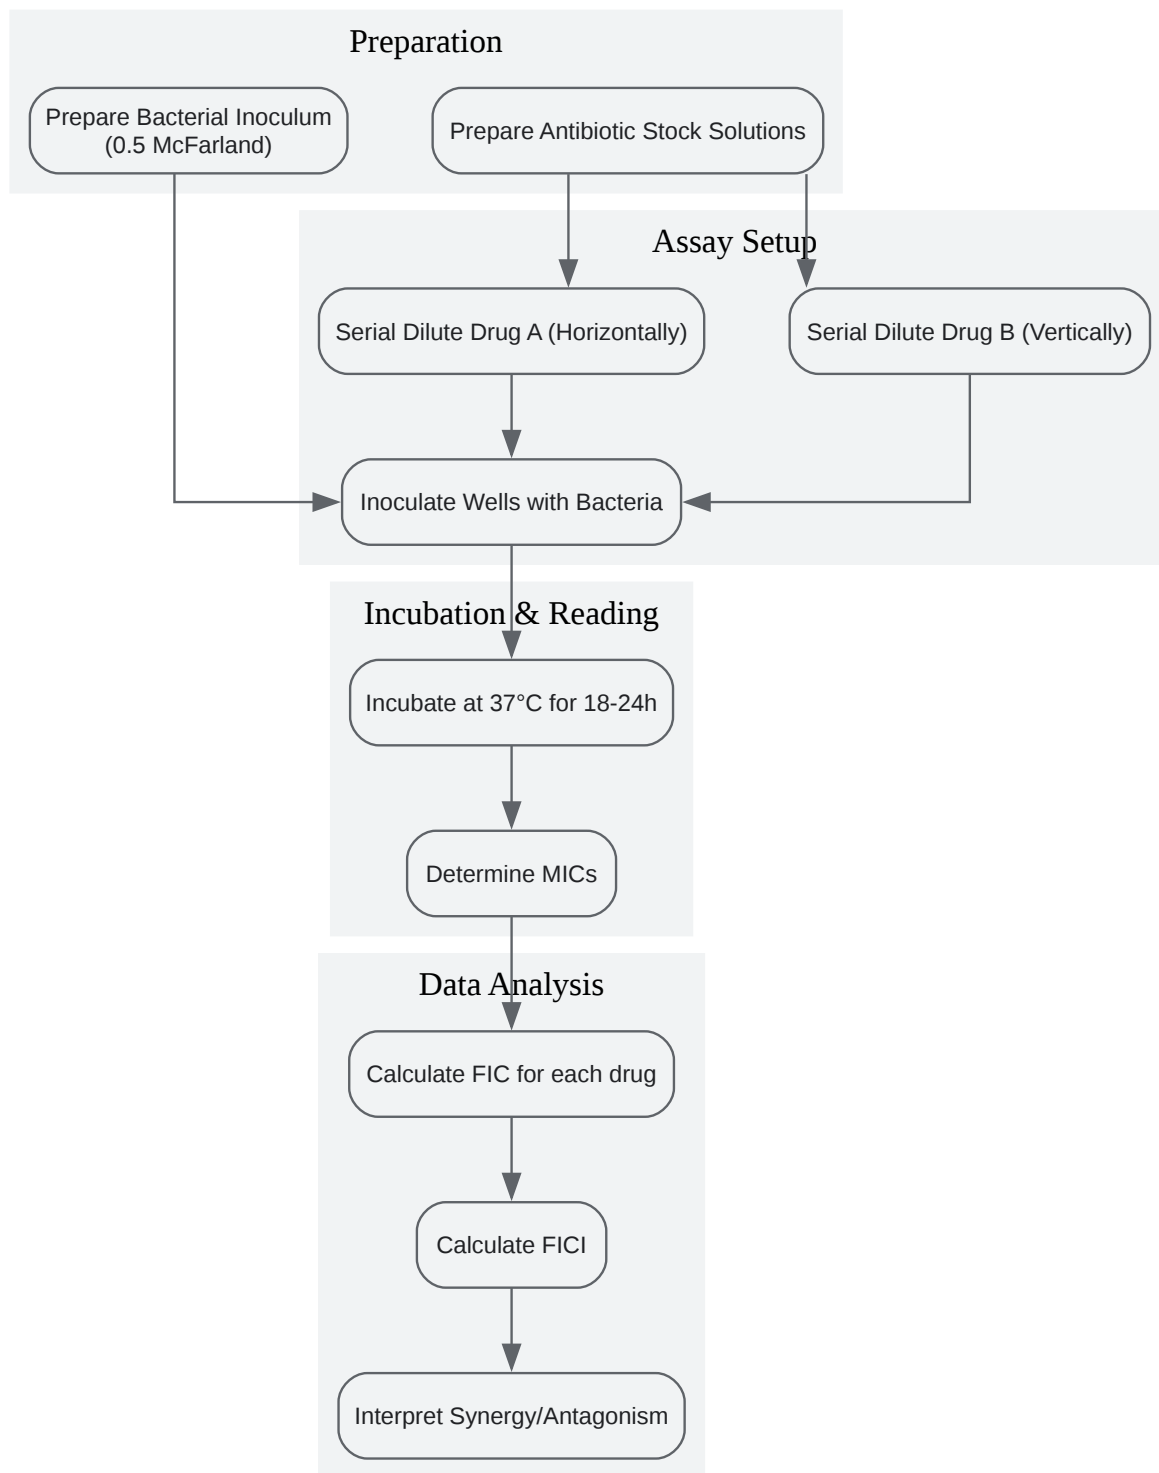 Preparation
Prepare Bacterial Inoculum
(0.5 McFarland)
Prepare Antibiotic Stock Solutions
Assay Setup
Serial Dilute Drug A (Horizontally)
Serial Dilute Drug B (Vertically)
Inoculate Wells with Bacteria
Incubation & Reading
Incubate at 37°C for 18-24h
Determine MICs
Data Analysis
Calculate FIC for each drug
Calculate FICI
Interpret Synergy/Antagonism